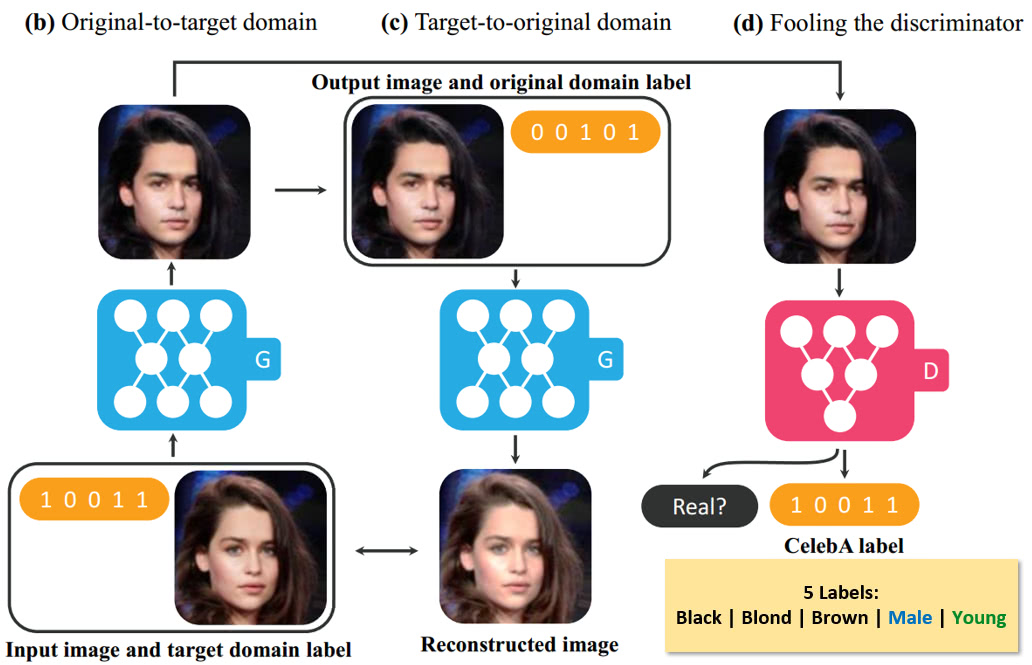 (b) Original-to-target domain
(c) Target-to-original domain
(d) Fooling the discriminator
Output image and original domain label
0 0 1 0 1
G
G
D
1 0 0 1 1
Real?
1 0 0 1 1
CelebA label
5 Labels:
Black | Blond | Brown | Male | Young
Input image and target domain label
Reconstructed image